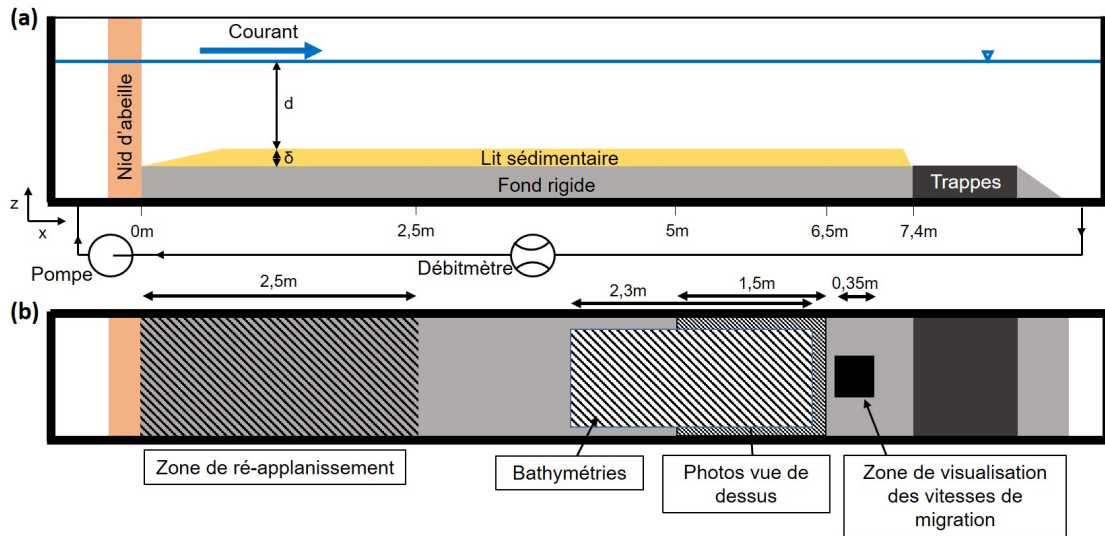 (a)
Courant
Nid d'abeille
d
δ
Lit sédimentaire
Fond rigide
Trappes
z
x
0m
2,5m
5m
6,5m
7,4m
Pompe
Débitmètre
(b)
2,5m
2,3m
1,5m
0,35m
Zone de ré-applanissement
Bathymétries
Photos vue de
dessus
Zone de visualisation
des vitesses de
migration